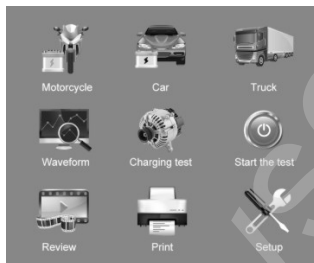 Motorcycle Car Truck
Waveform Charging test Start the test
Review Print Setup